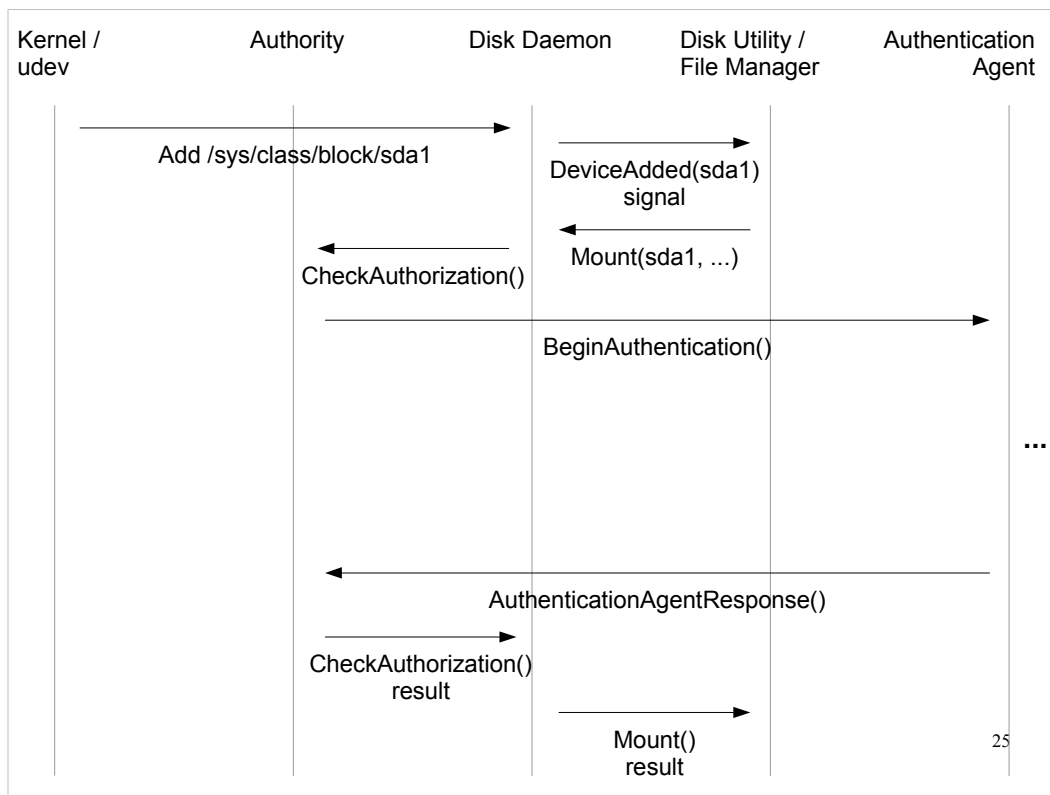 Kernel /
udev
Authority
Disk Daemon
Disk Utility /
File Manager
Authentication
Agent
Add /sys/class/block/sda1
DeviceAdded(sda1)
signal
Mount(sda1, ...)
CheckAuthorization()
BeginAuthentication()
...
AuthenticationAgentResponse()
CheckAuthorization()
result
Mount()
result
25